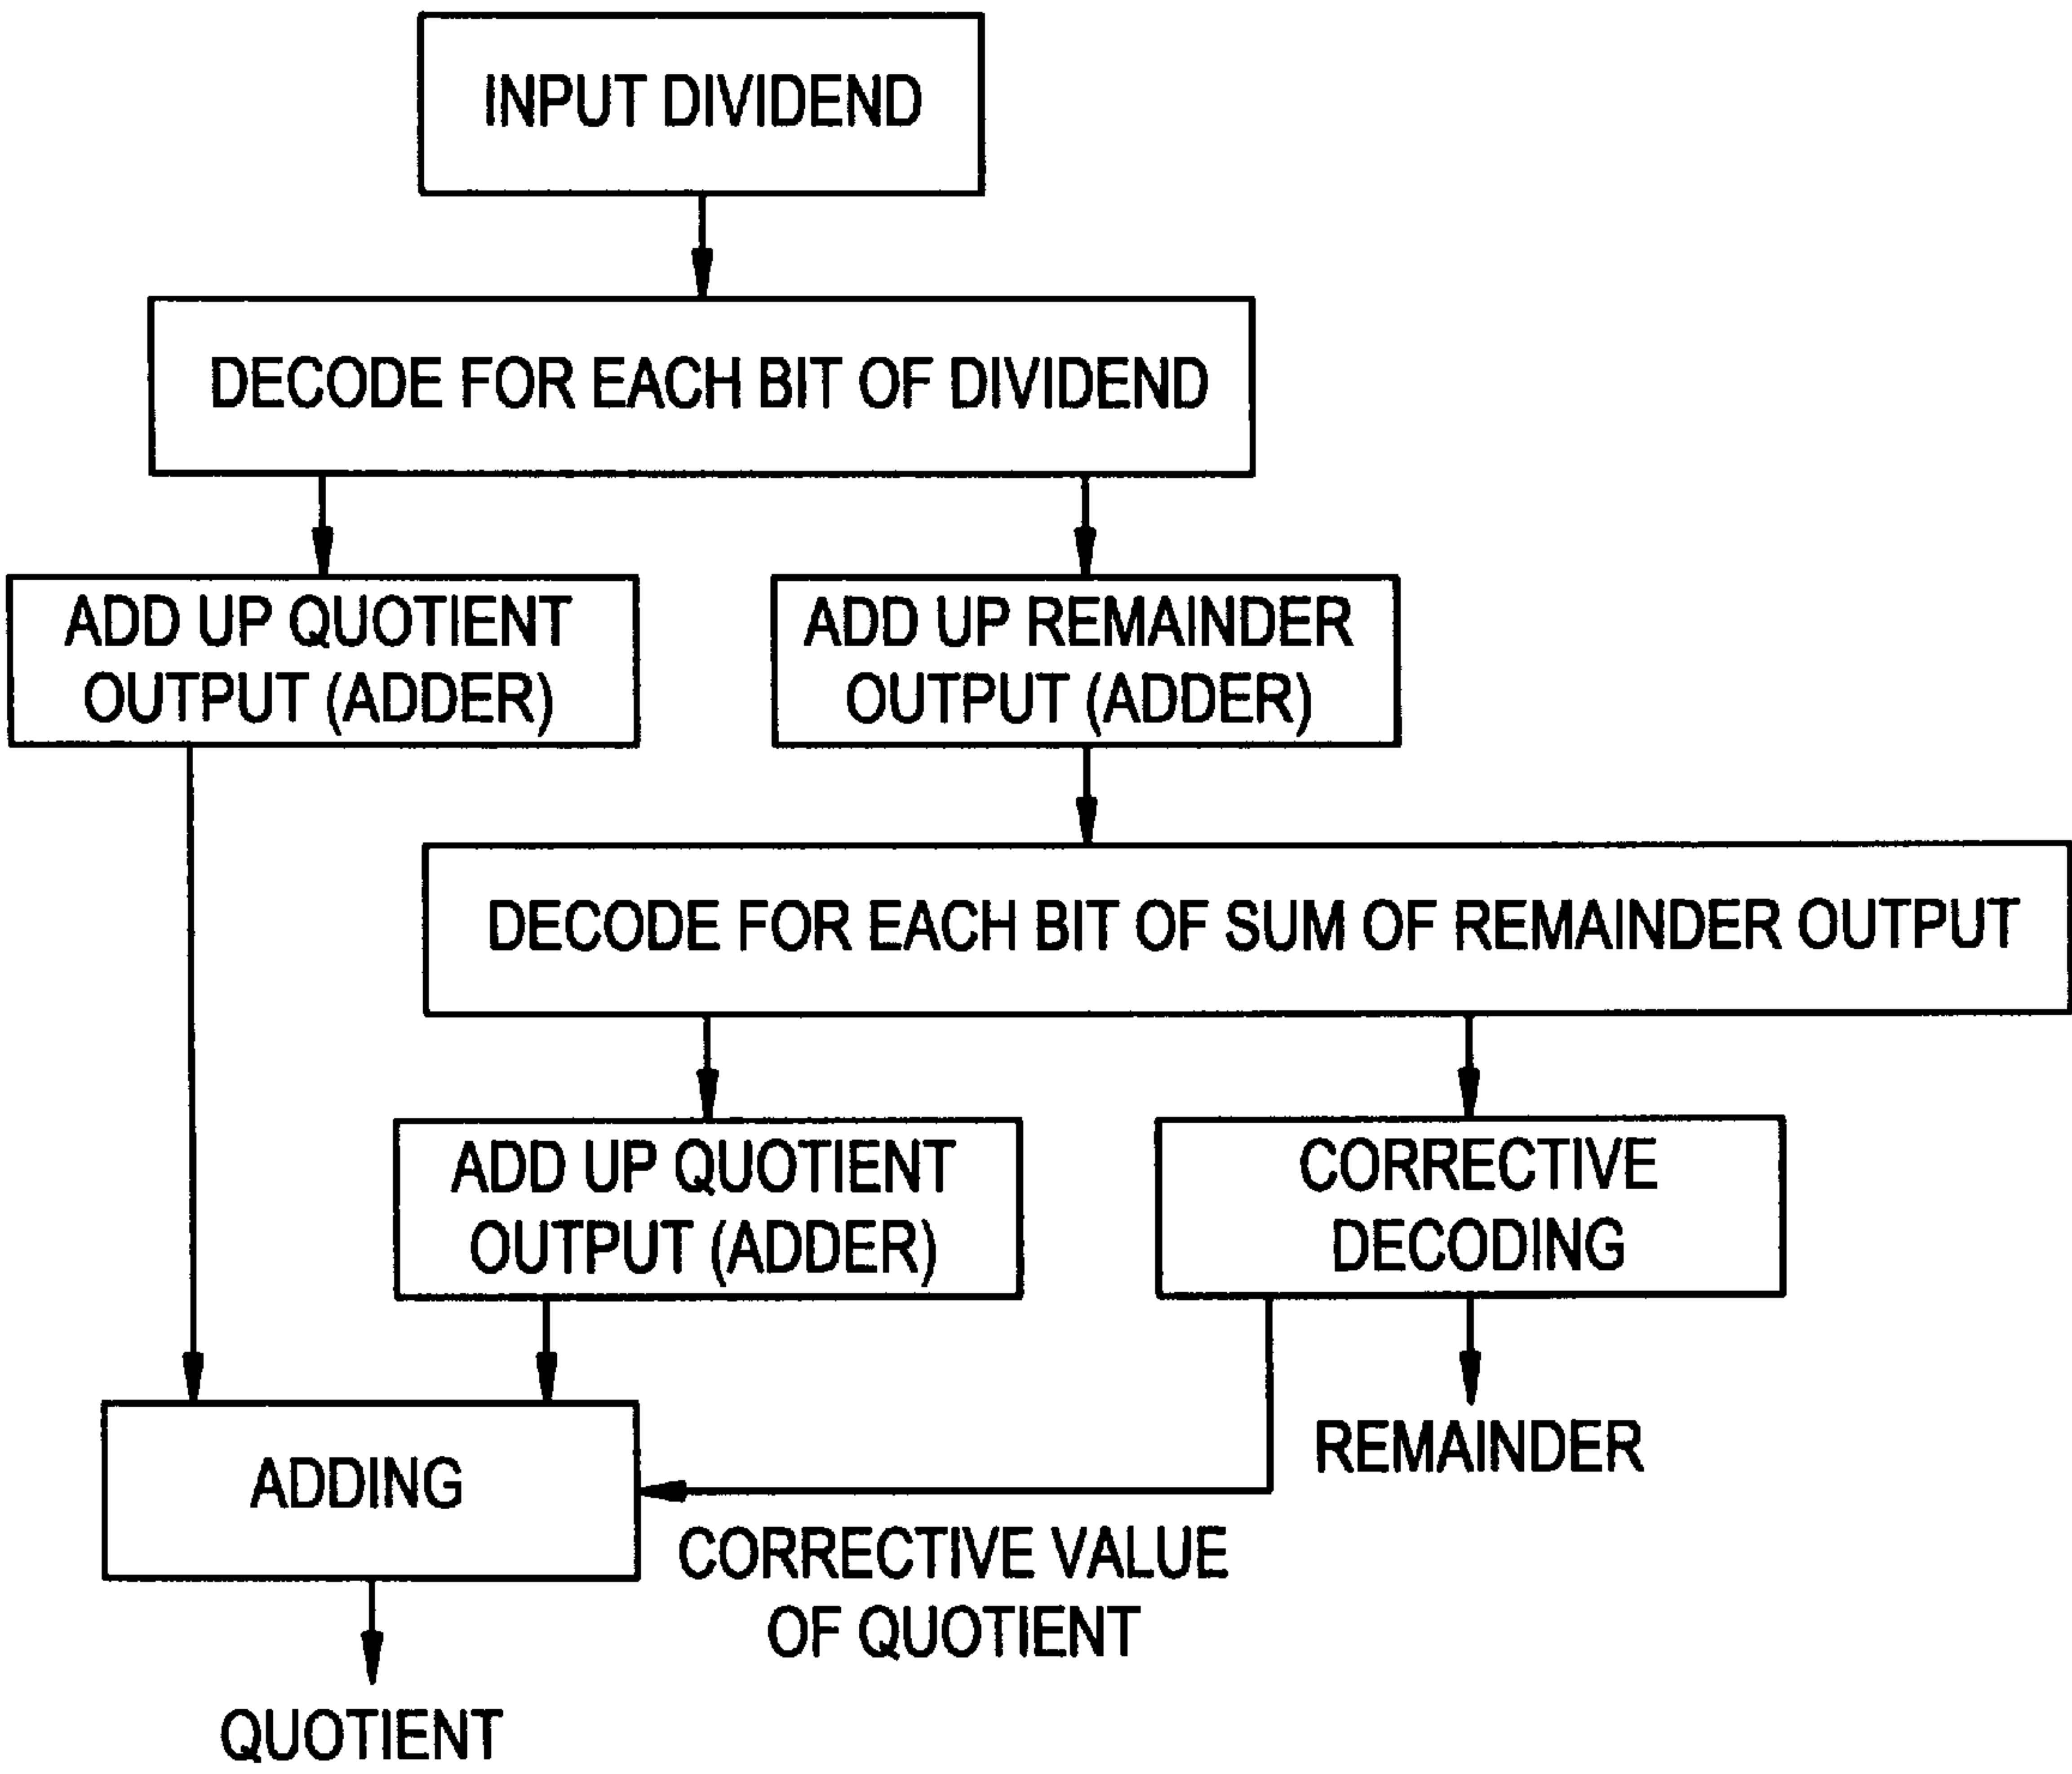 INPUT DIVIDEND
DECODE FOR EACH BIT OF DIVIDEND
ADD UP QUOTIENT
OUTPUT (ADDER)
ADD UP REMAINDER
OUTPUT (ADDER)
DECODE FOR EACH BIT OF SUM OF REMAINDER OUTPUT
ADD UP QUOTIENT
OUTPUT (ADDER)
CORRECTIVE
DECODING
REMAINDER
ADDING
CORRECTIVE VALUE
OF QUOTIENT
QUOTIENT